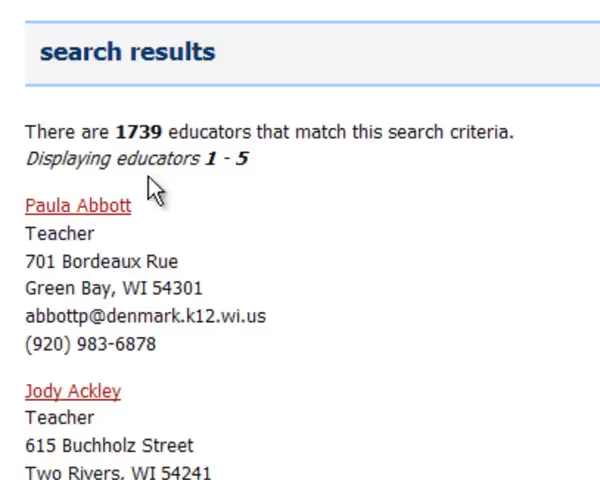 search results
There are 1739 educators that match this search criteria.
Displaying educators 1 - 5
Paula Abbott
Teacher
701 Bordeaux Rue
Green Bay, WI 54301
abbottp@denmark.k12.wi.us
(920) 983-6878
Jody Ackley
Teacher
615 Buchholz Street
Two Rivers, WI 54241